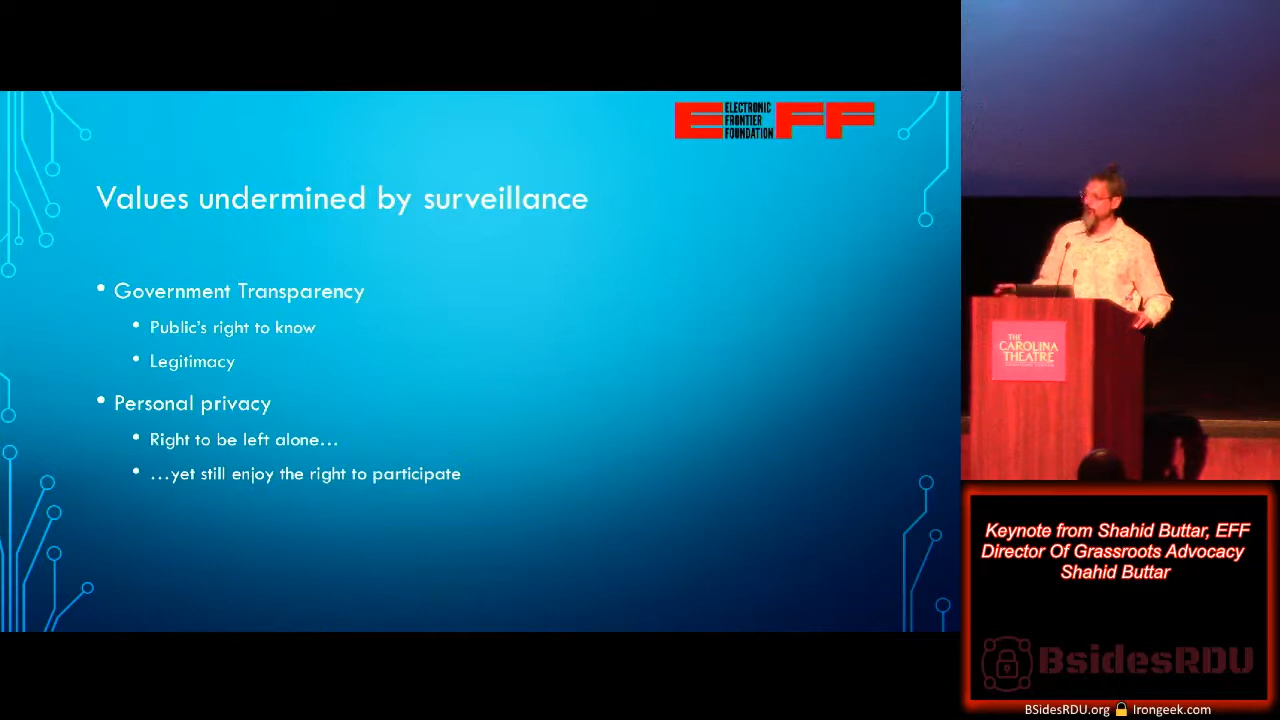 ELECTRONIC
FRONTIER
FOUNDATION
EFF
Values undermined by surveillance
• Government Transparency
• Public's right to know
• Legitimacy
• Personal privacy
• Right to be left alone…
• …yet still enjoy the right to participate
THE
CAROLINA
THEATRE
Keynote from Shahid Buttar, EFF
Director Of Grassroots Advocacy
Shahid Buttar
BsidesRDU
BSidesRDU.org 🔒 Irongeek.com